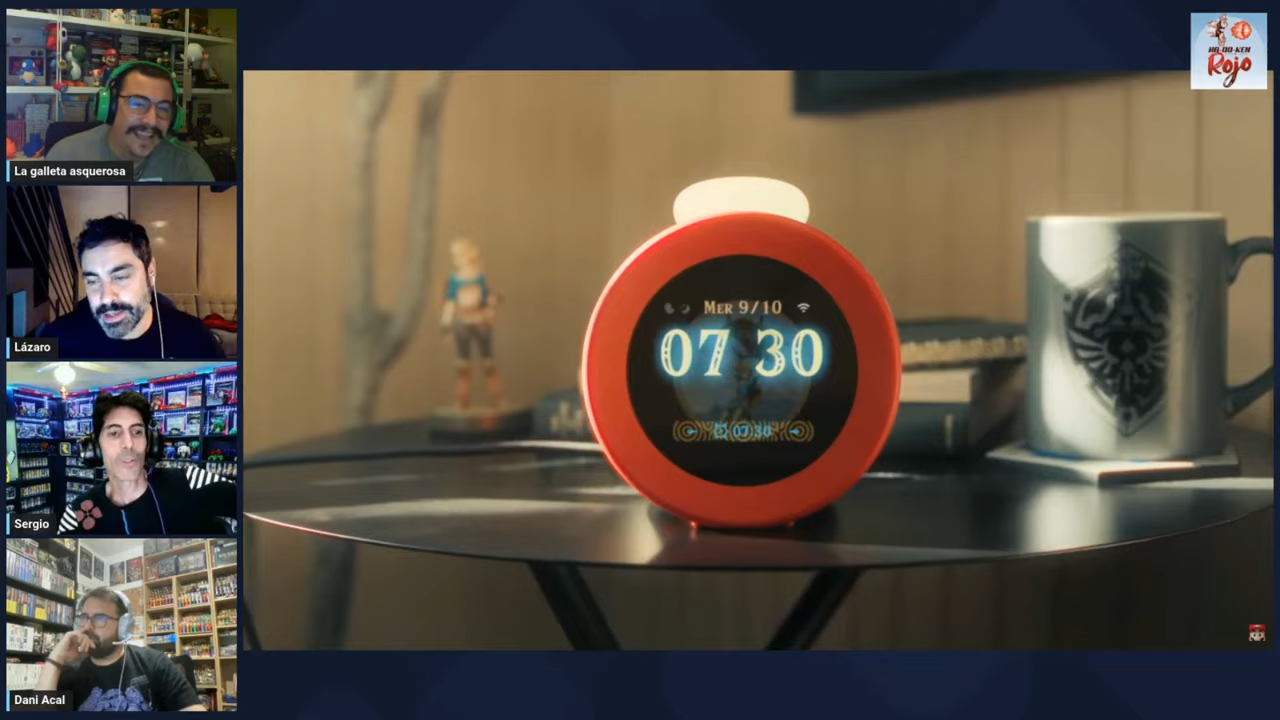 La galleta asquerosa
Lázaro
Sergio
Dani Acal
HA-DO-KEN
Rojo
MER 9/10
07 30
07:30